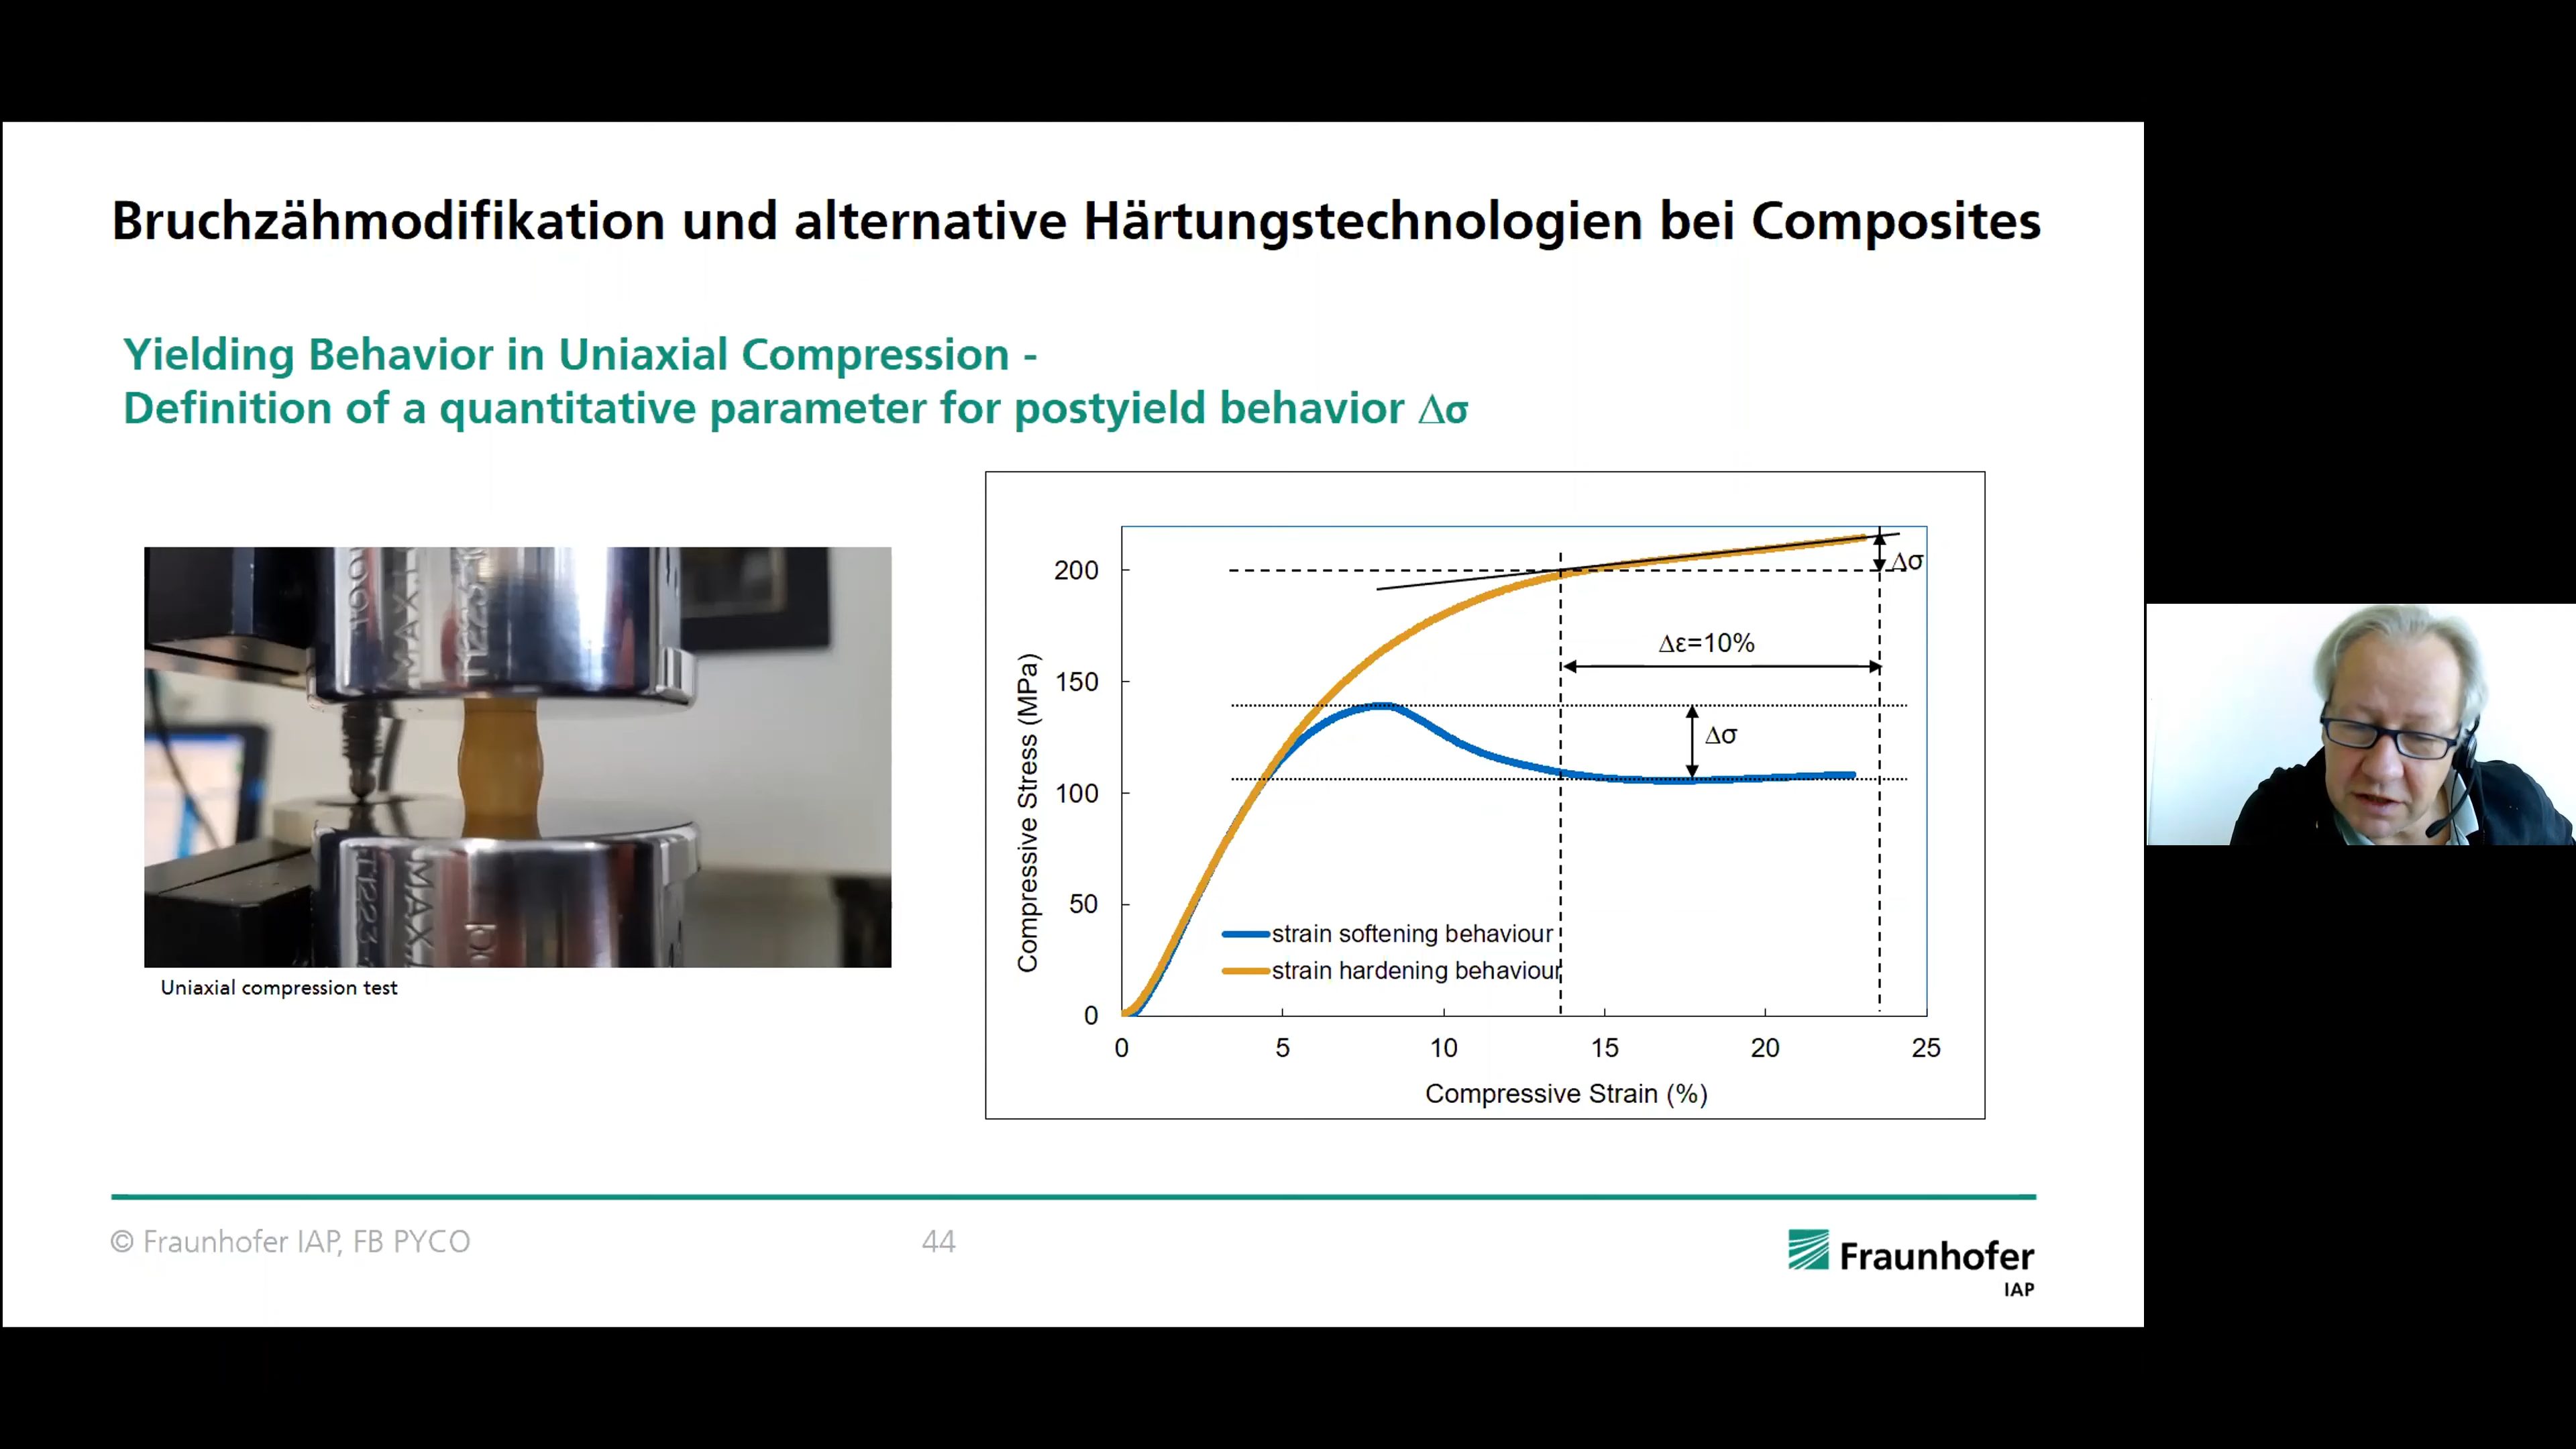 Bruchzähmodifikation und alternative Härtungstechnologien bei Composites
Yielding Behavior in Uniaxial Compression -
Definition of a quantitative parameter for postyield behavior Δσ
MAX.
Uniaxial compression test
Compressive Stress (MPa)
200
150
100
50
0
Δσ
Δε=10%
Δσ
strain softening behaviour
strain hardening behaviour
0 5 10 15 20 25
Compressive Strain (%)
© Fraunhofer IAP, FB PYCO
44
Fraunhofer
IAP